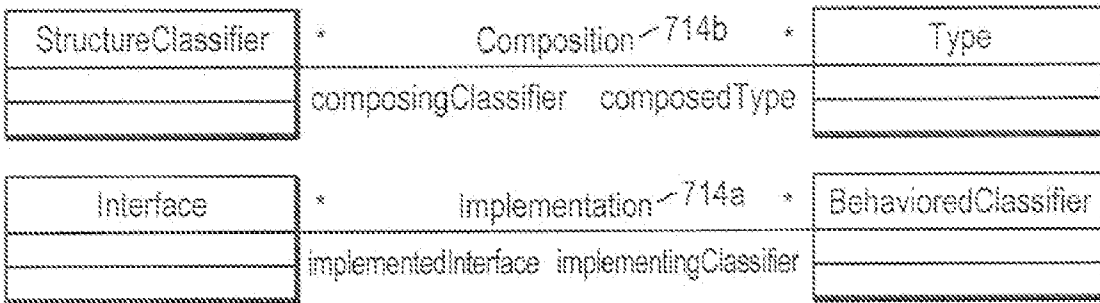 StructureClassifier * Composition 714b * Type
composingClassifier composedType
Interface * Implementation 714a * BehavioredClassifier
implementedInterface implementingClassifier